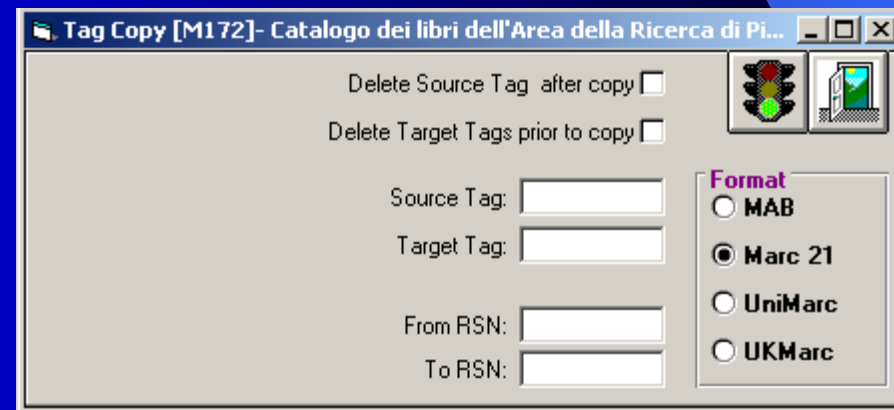 Tag Copy [M172]- Catalogo dei libri dell'Area della Ricerca di Pi...
Delete Source Tag after copy
Delete Target Tags prior to copy
Source Tag:
Target Tag:
From RSN:
To RSN:
Format
MAB
Marc 21
UniMarc
UKMarc